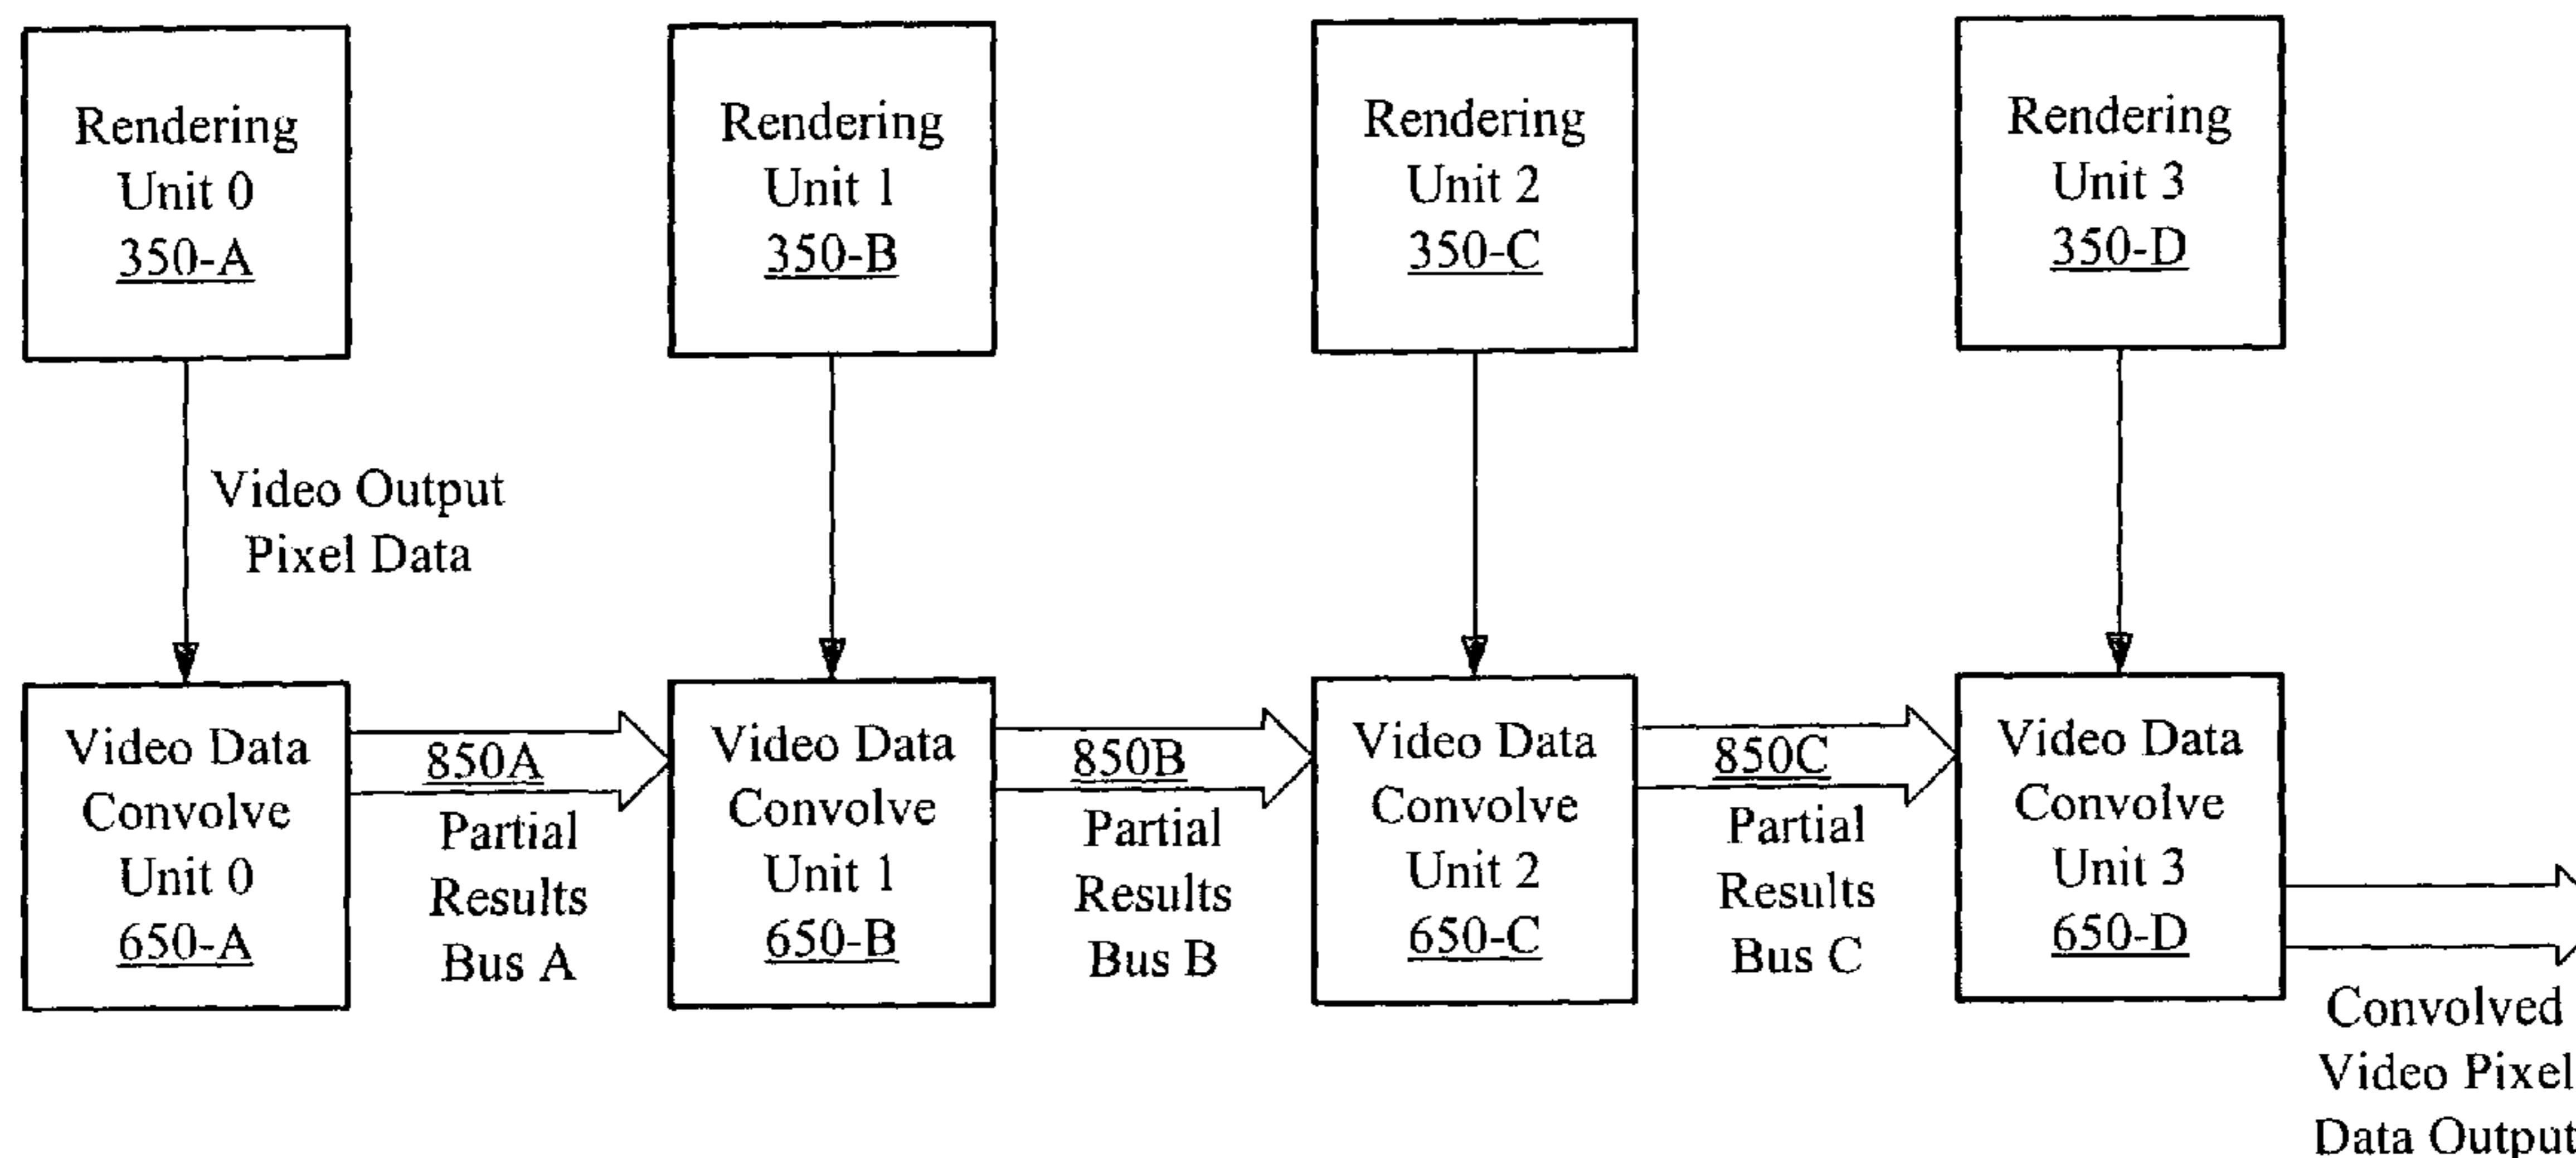 Rendering
Unit 0
350-A
Rendering
Unit 1
350-B
Rendering
Unit 2
350-C
Rendering
Unit 3
350-D
Video Output
Pixel Data
Video Data
Convolve
Unit 0
650-A
850A
Partial
Results
Bus A
Video Data
Convolve
Unit 1
650-B
850B
Partial
Results
Bus B
Video Data
Convolve
Unit 2
650-C
850C
Partial
Results
Bus C
Video Data
Convolve
Unit 3
650-D
Convolved
Video Pixel
Data Output